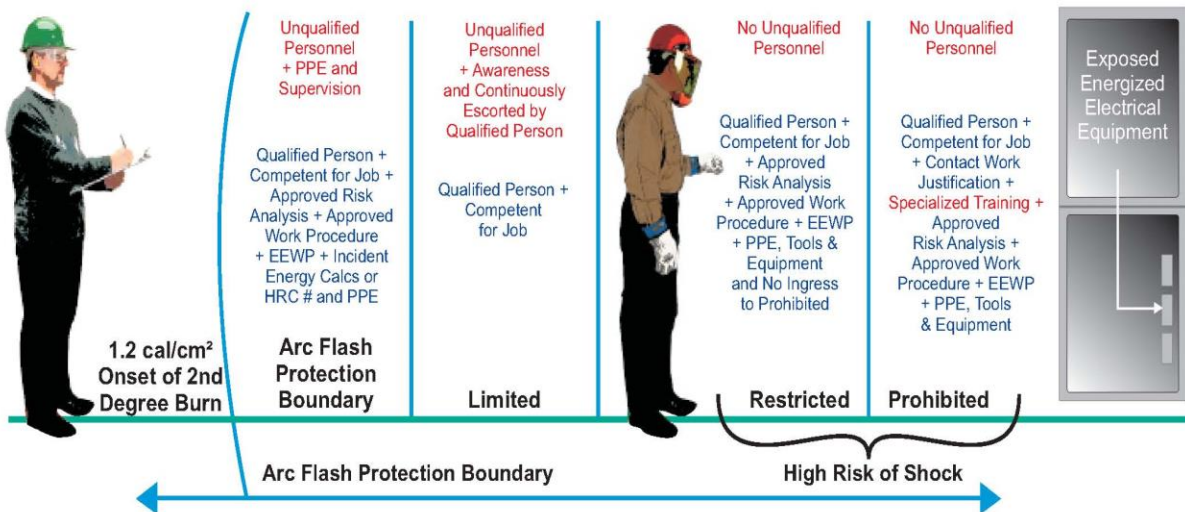 Unqualified
Personnel
+ PPE and
Supervision
Qualified Person +
Competent for Job +
Approved Risk
Analysis + Approved
Work Procedure
+ EEWP + Incident
Energy Calcs or
HRC # and PPE
1.2 cal/cm²
Onset of 2nd
Degree Burn
Arc Flash
Protection
Boundary
Unqualified
Personnel
+ Awareness
and Continuously
Escorted by
Qualified Person
Qualified Person +
Competent
for Job
Limited
No Unqualified
Personnel
Qualified Person +
Competent for Job
+ Approved
Risk Analysis
+ Approved Work
Procedure + EEWP
+ PPE, Tools &
Equipment
and No Ingress
to Prohibited
Restricted
No Unqualified
Personnel
Qualified Person +
Competent for Job
+ Contact Work
Justification +
Specialized Training +
Approved
Risk Analysis +
Approved Work
Procedure + EEWP
+ PPE, Tools
& Equipment
Prohibited
Exposed
Energized
Electrical
Equipment
Arc Flash Protection Boundary
High Risk of Shock